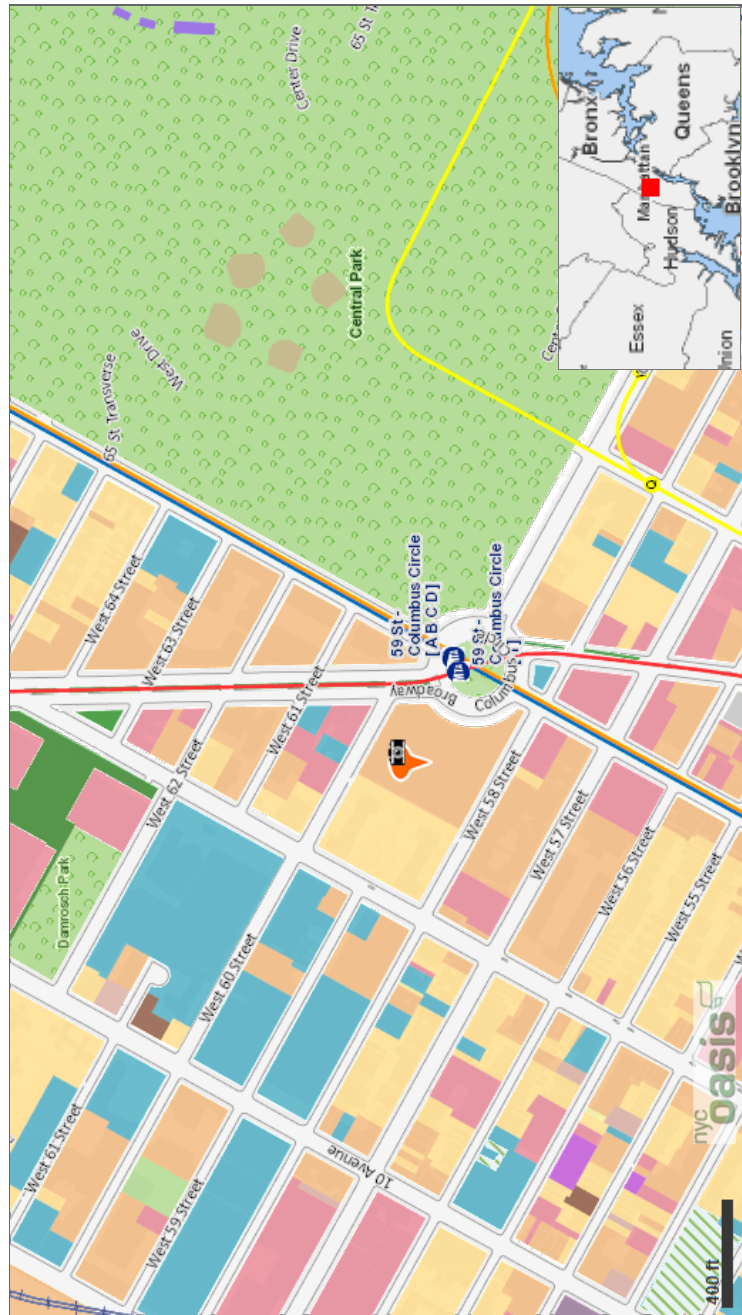 65 St T
Center Drive
65 St Transverse
West Drive
Central Park
West 64 Street
West 63 Street
59 St -
Columbus Circle
[A B C D]
59 St -
Columbus Circle
Columbus
Broadway
West 61 Street
West 62 Street
Damrosch Park
West 60 Street
West 58 Street
West 57 Street
West 56 Street
West 55 Street
West 61 Street
West 59 Street
10 Avenue
Q
Bronx
Queens
Manhattan
Hudson
Essex
Union
Brooklyn
nyc
oasis
400 ft